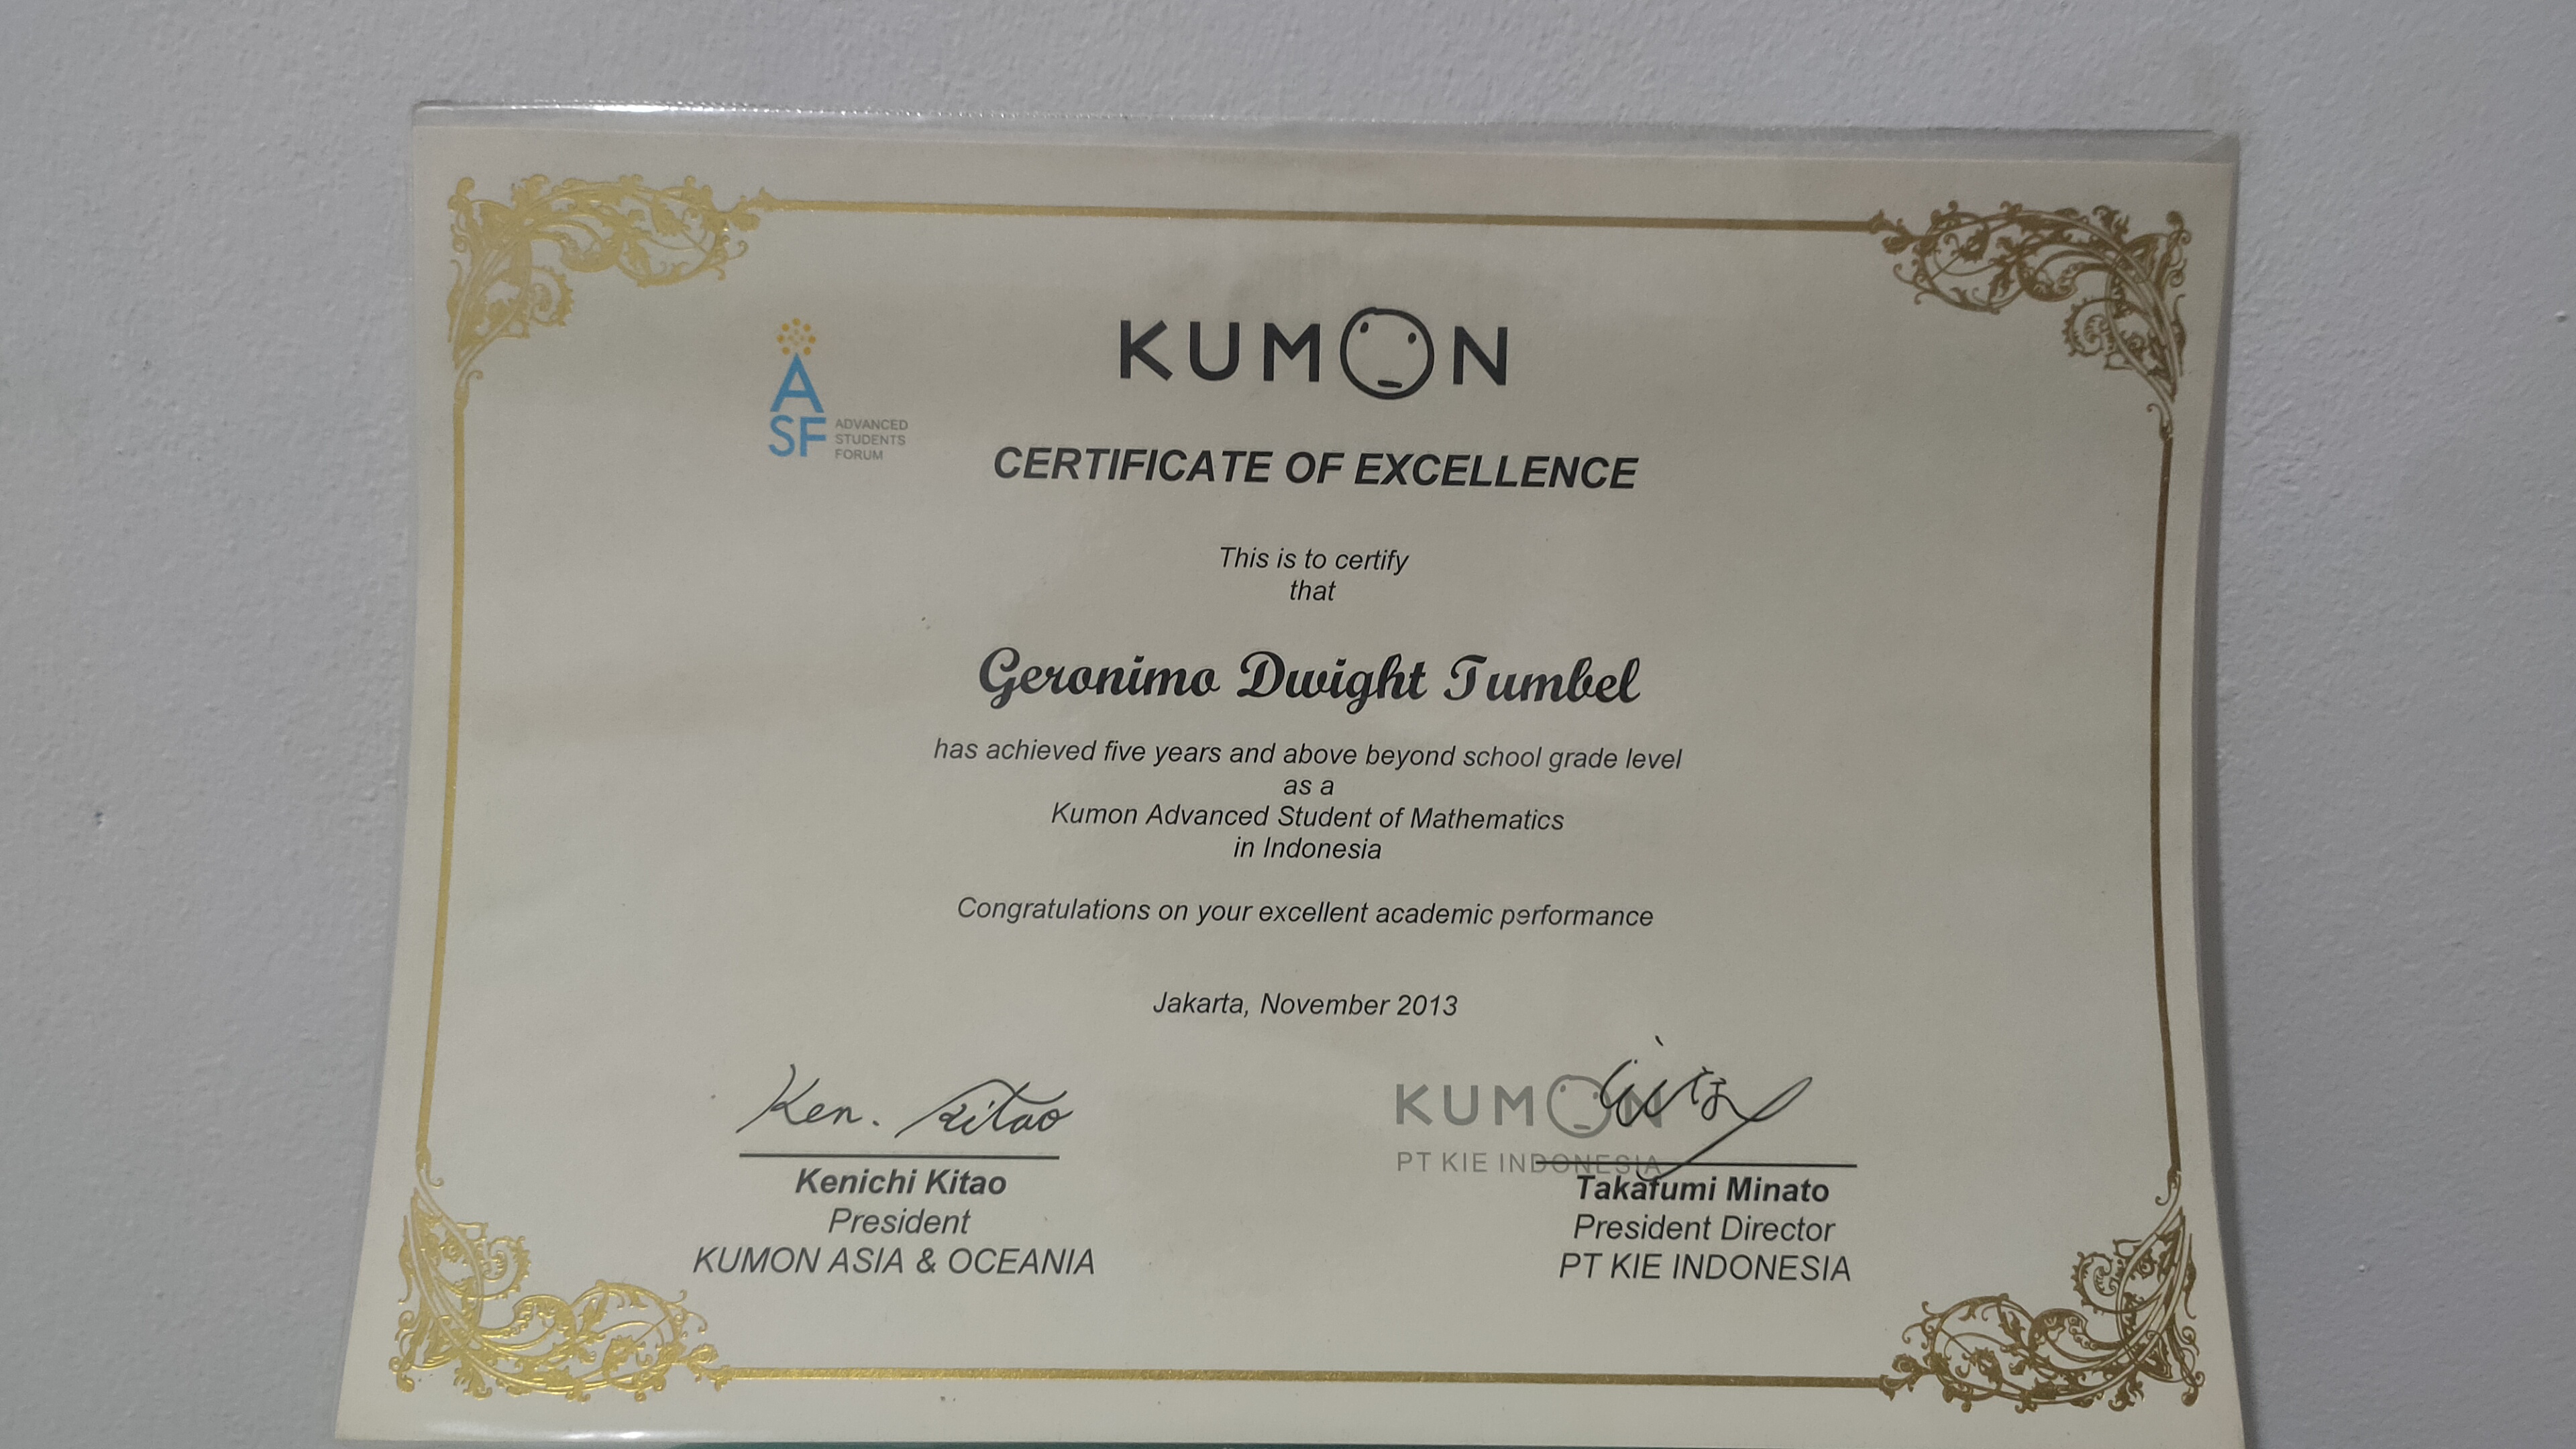 KUMON
A
SF
ADVANCED
STUDENTS
FORUM
CERTIFICATE OF EXCELLENCE
This is to certify
that
Geronimo Dwight Tumbel
has achieved five years and above beyond school grade level
as a
Kumon Advanced Student of Mathematics
in Indonesia
Congratulations on your excellent academic performance
Jakarta, November 2013
Ken. Kitao
KUMON
PT KIE INDONESIA
Kenichi Kitao
President
KUMON ASIA & OCEANIA
Takafumi Minato
President Director
PT KIE INDONESIA